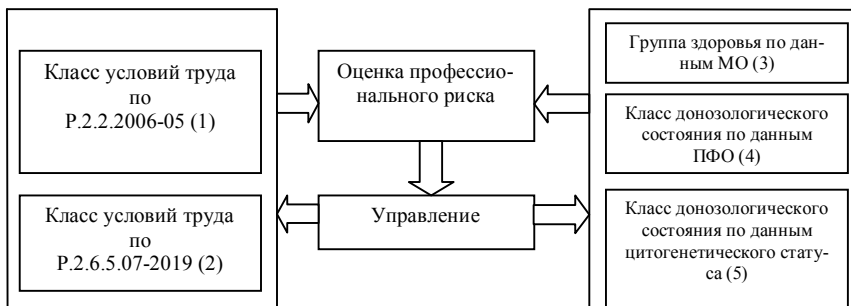 Класс условий труда
по
Р.2.2.2006-05 (1)
Класс условий труда
по
Р.2.6.5.07-2019 (2)
Оценка профессио-
нального риска
Управление
Группа здоровья по дан-
ным МО (3)
Класс донозологического
состояния по данным
ПФО (4)
Класс донозологического
состояния по данным
цитогенетического стату-
са (5)